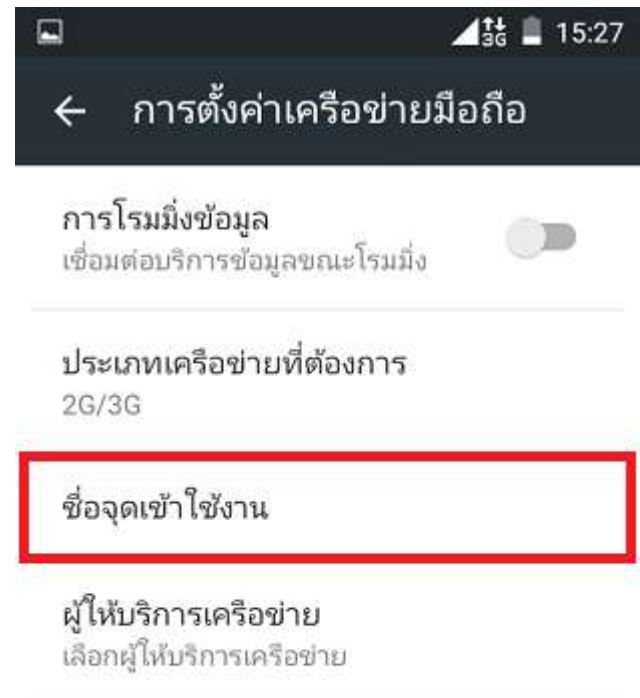 3G 15:27
การตั้งค่าเครือข่ายมือถือ
การโรมมิ่งข้อมูล
เชื่อมต่อบริการข้อมูลขณะโรมมิ่ง
ประเภทเครือข่ายที่ต้องการ
2G/3G
ชื่อจุดเข้าใช้งาน
ผู้ให้บริการเครือข่าย
เลือกผู้ให้บริการเครือข่าย